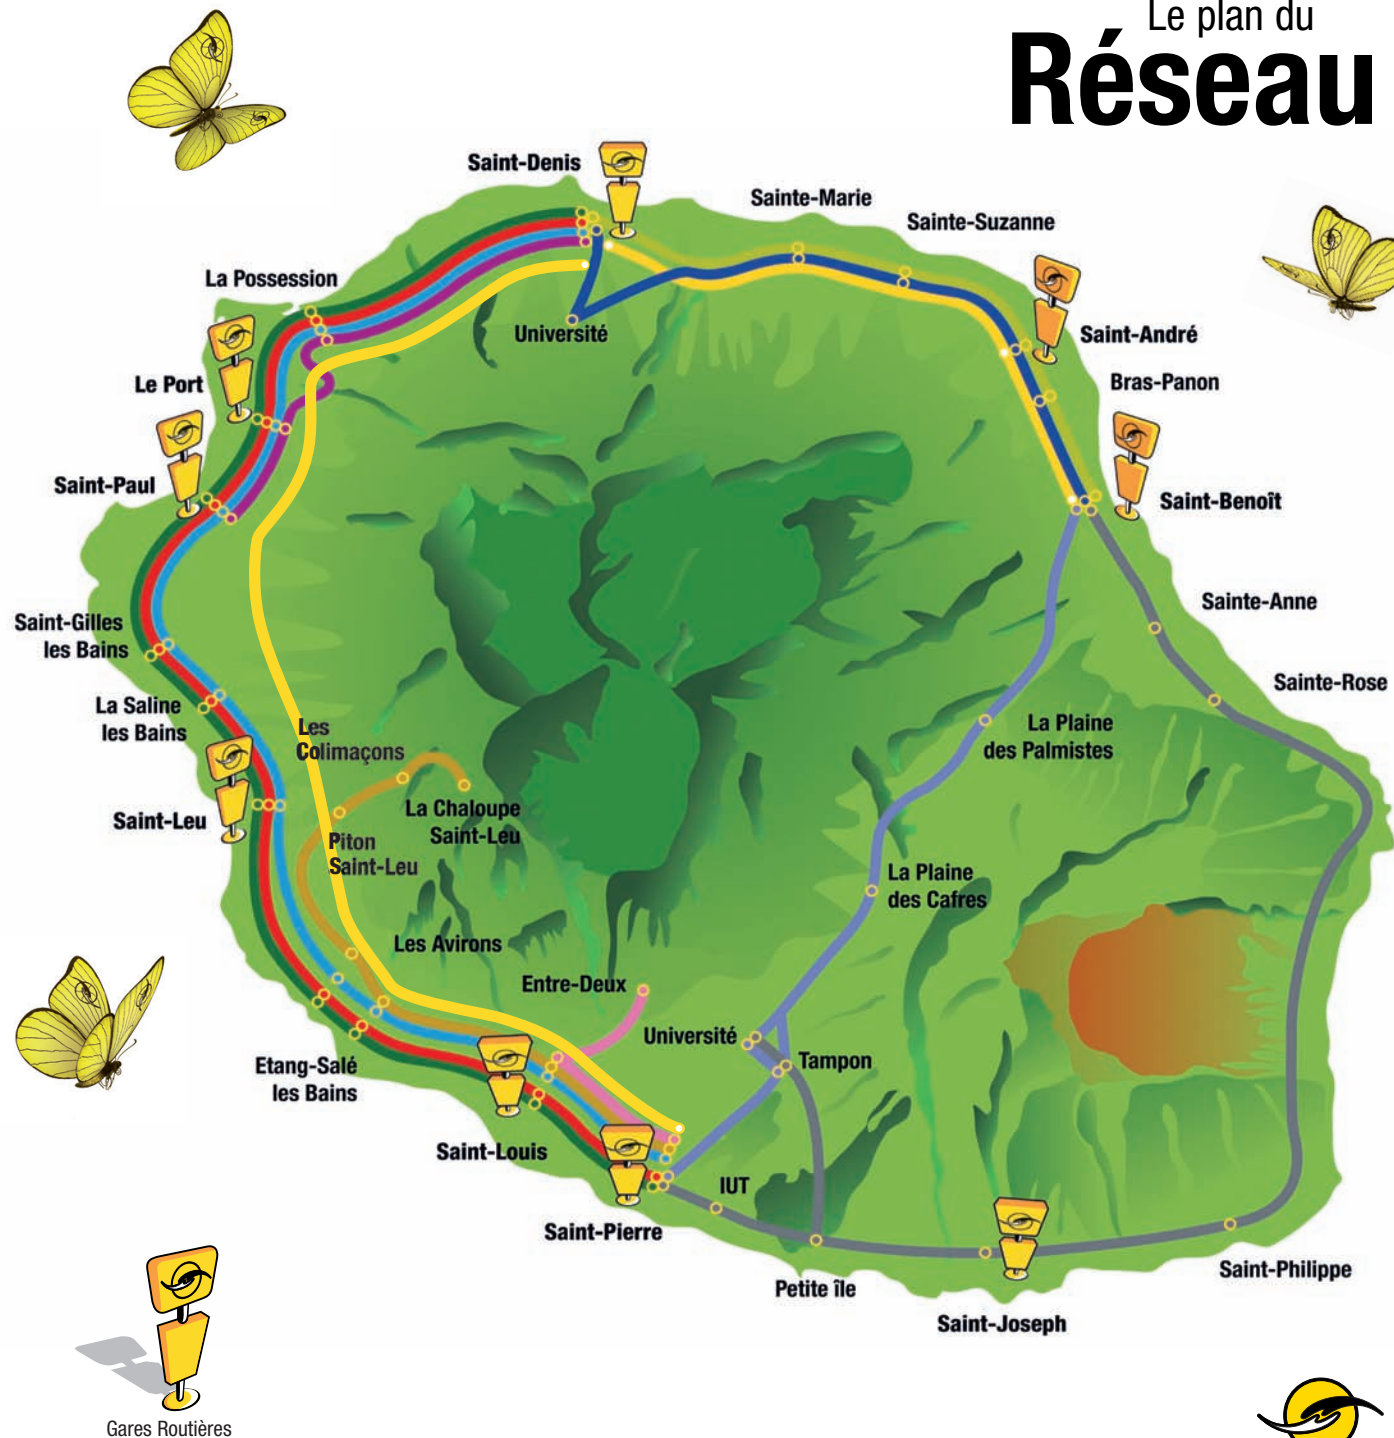 Le plan du
Réseau
Saint-Denis
Sainte-Marie
Sainte-Suzanne
La Possession
Université
Saint-André
Le Port
Bras-Panon
Saint-Paul
Saint-Benoît
Sainte-Anne
Saint-Gilles
les Bains
Sainte-Rose
La Saline
les Bains
Les
Colimaçons
La Plaine
des Palmistes
La Chaloupe
Saint-Leu
Saint-Leu
Piton
Saint-Leu
La Plaine
des Cafres
Les Avirons
Entre-Deux
Université
Tampon
Etang-Salé
les Bains
Saint-Louis
IUT
Saint-Pierre
Petite île
Saint-Philippe
Saint-Joseph
Gares Routières